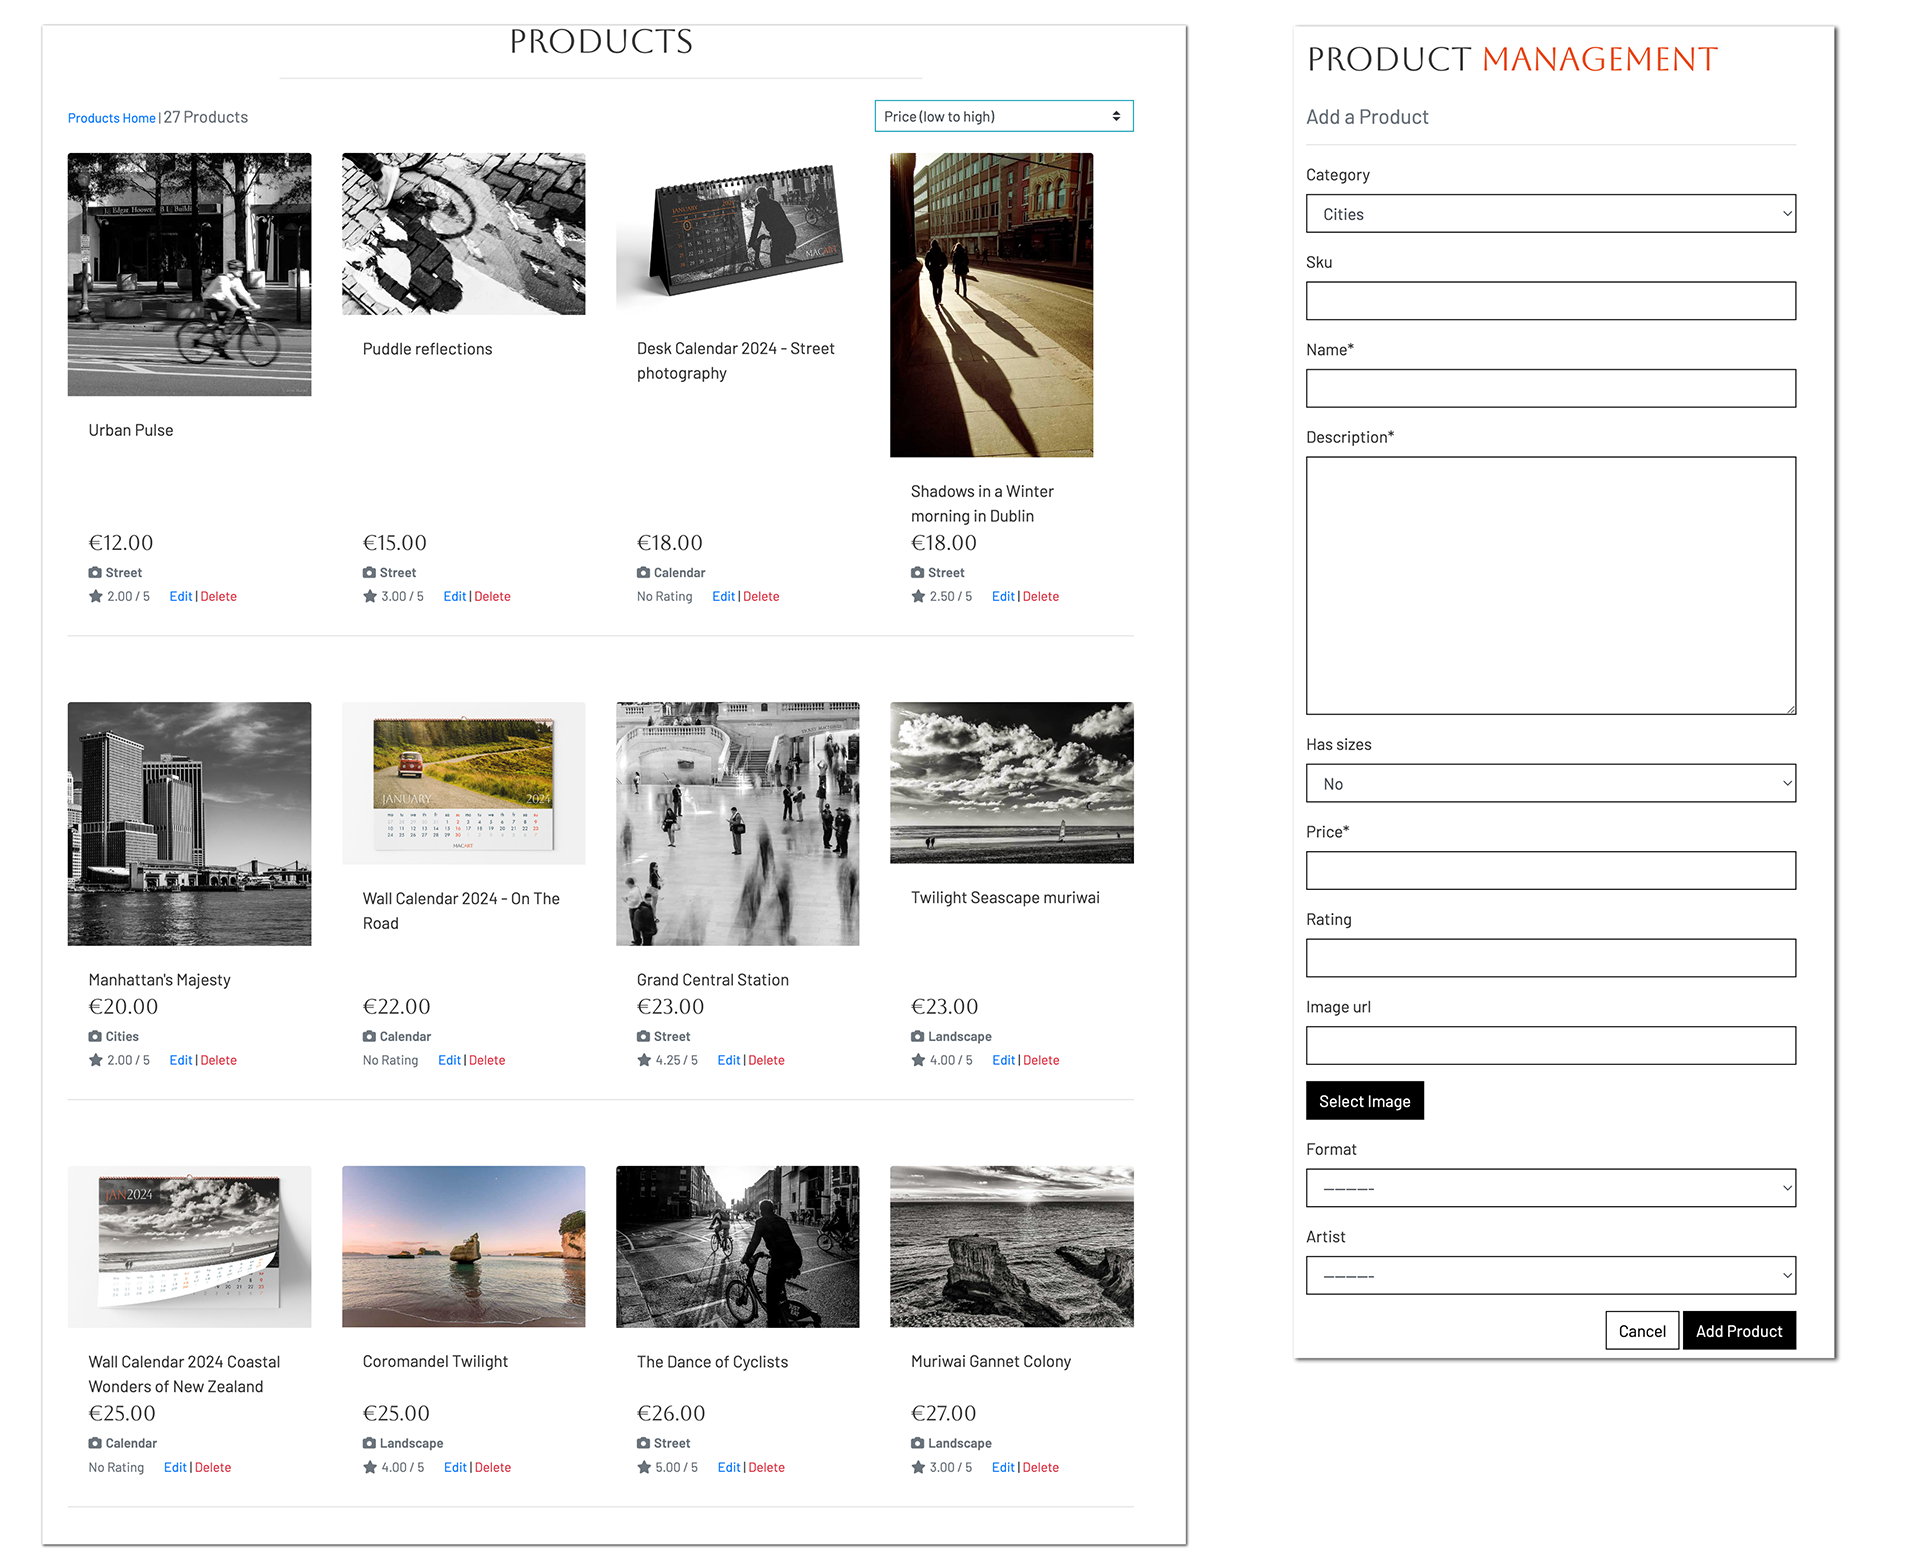 PRODUCTS
Products Home | 27 Products
Price (low to high)
J. Edgar Hoover F.B.I. Building
JANUARY
MACART
Urban Pulse
Puddle reflections
Desk Calendar 2024 - Street
photography
Shadows in a Winter
morning in Dublin
€12.00
€15.00
€18.00
€18.00
Street
Street
Calendar
Street
2.00 / 5 Edit | Delete
3.00 / 5 Edit | Delete
No Rating Edit | Delete
2.50 / 5 Edit | Delete
JANUARY 2024
MACART
Manhattan's Majesty
Wall Calendar 2024 - On The
Road
Grand Central Station
Twilight Seascape muriwai
€20.00
€22.00
€23.00
€23.00
Cities
Calendar
Street
Landscape
2.00 / 5 Edit | Delete
No Rating Edit | Delete
4.25 / 5 Edit | Delete
4.00 / 5 Edit | Delete
JAN2024
Wall Calendar 2024 Coastal
Wonders of New Zealand
Coromandel Twilight
The Dance of Cyclists
Muriwai Gannet Colony
€25.00
€25.00
€26.00
€27.00
Calendar
Landscape
Street
Landscape
No Rating Edit | Delete
4.00 / 5 Edit | Delete
5.00 / 5 Edit | Delete
3.00 / 5 Edit | Delete
PRODUCT MANAGEMENT
Add a Product
Category
Cities
Sku
Name*
Description*
Has sizes
No
Price*
Rating
Image url
Select Image
Format
---------
Artist
---------
Cancel
Add Product